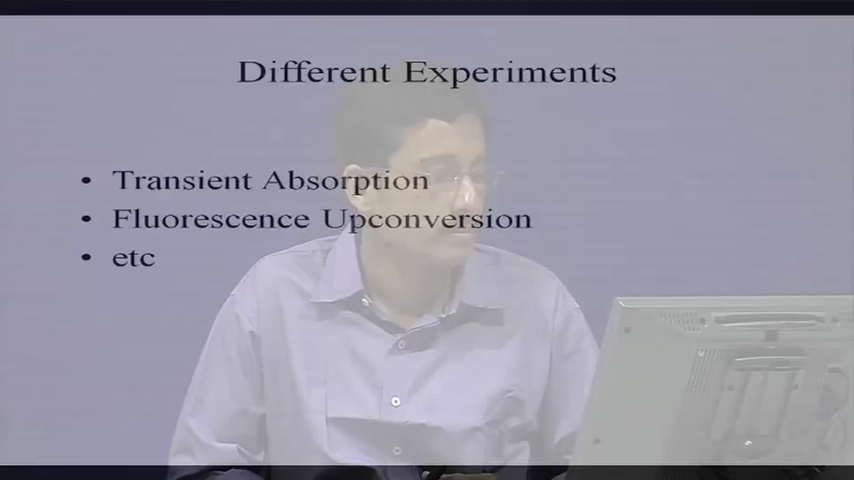 Different Experiments
• Transient Absorption
• Fluorescence Upconversion
• etc